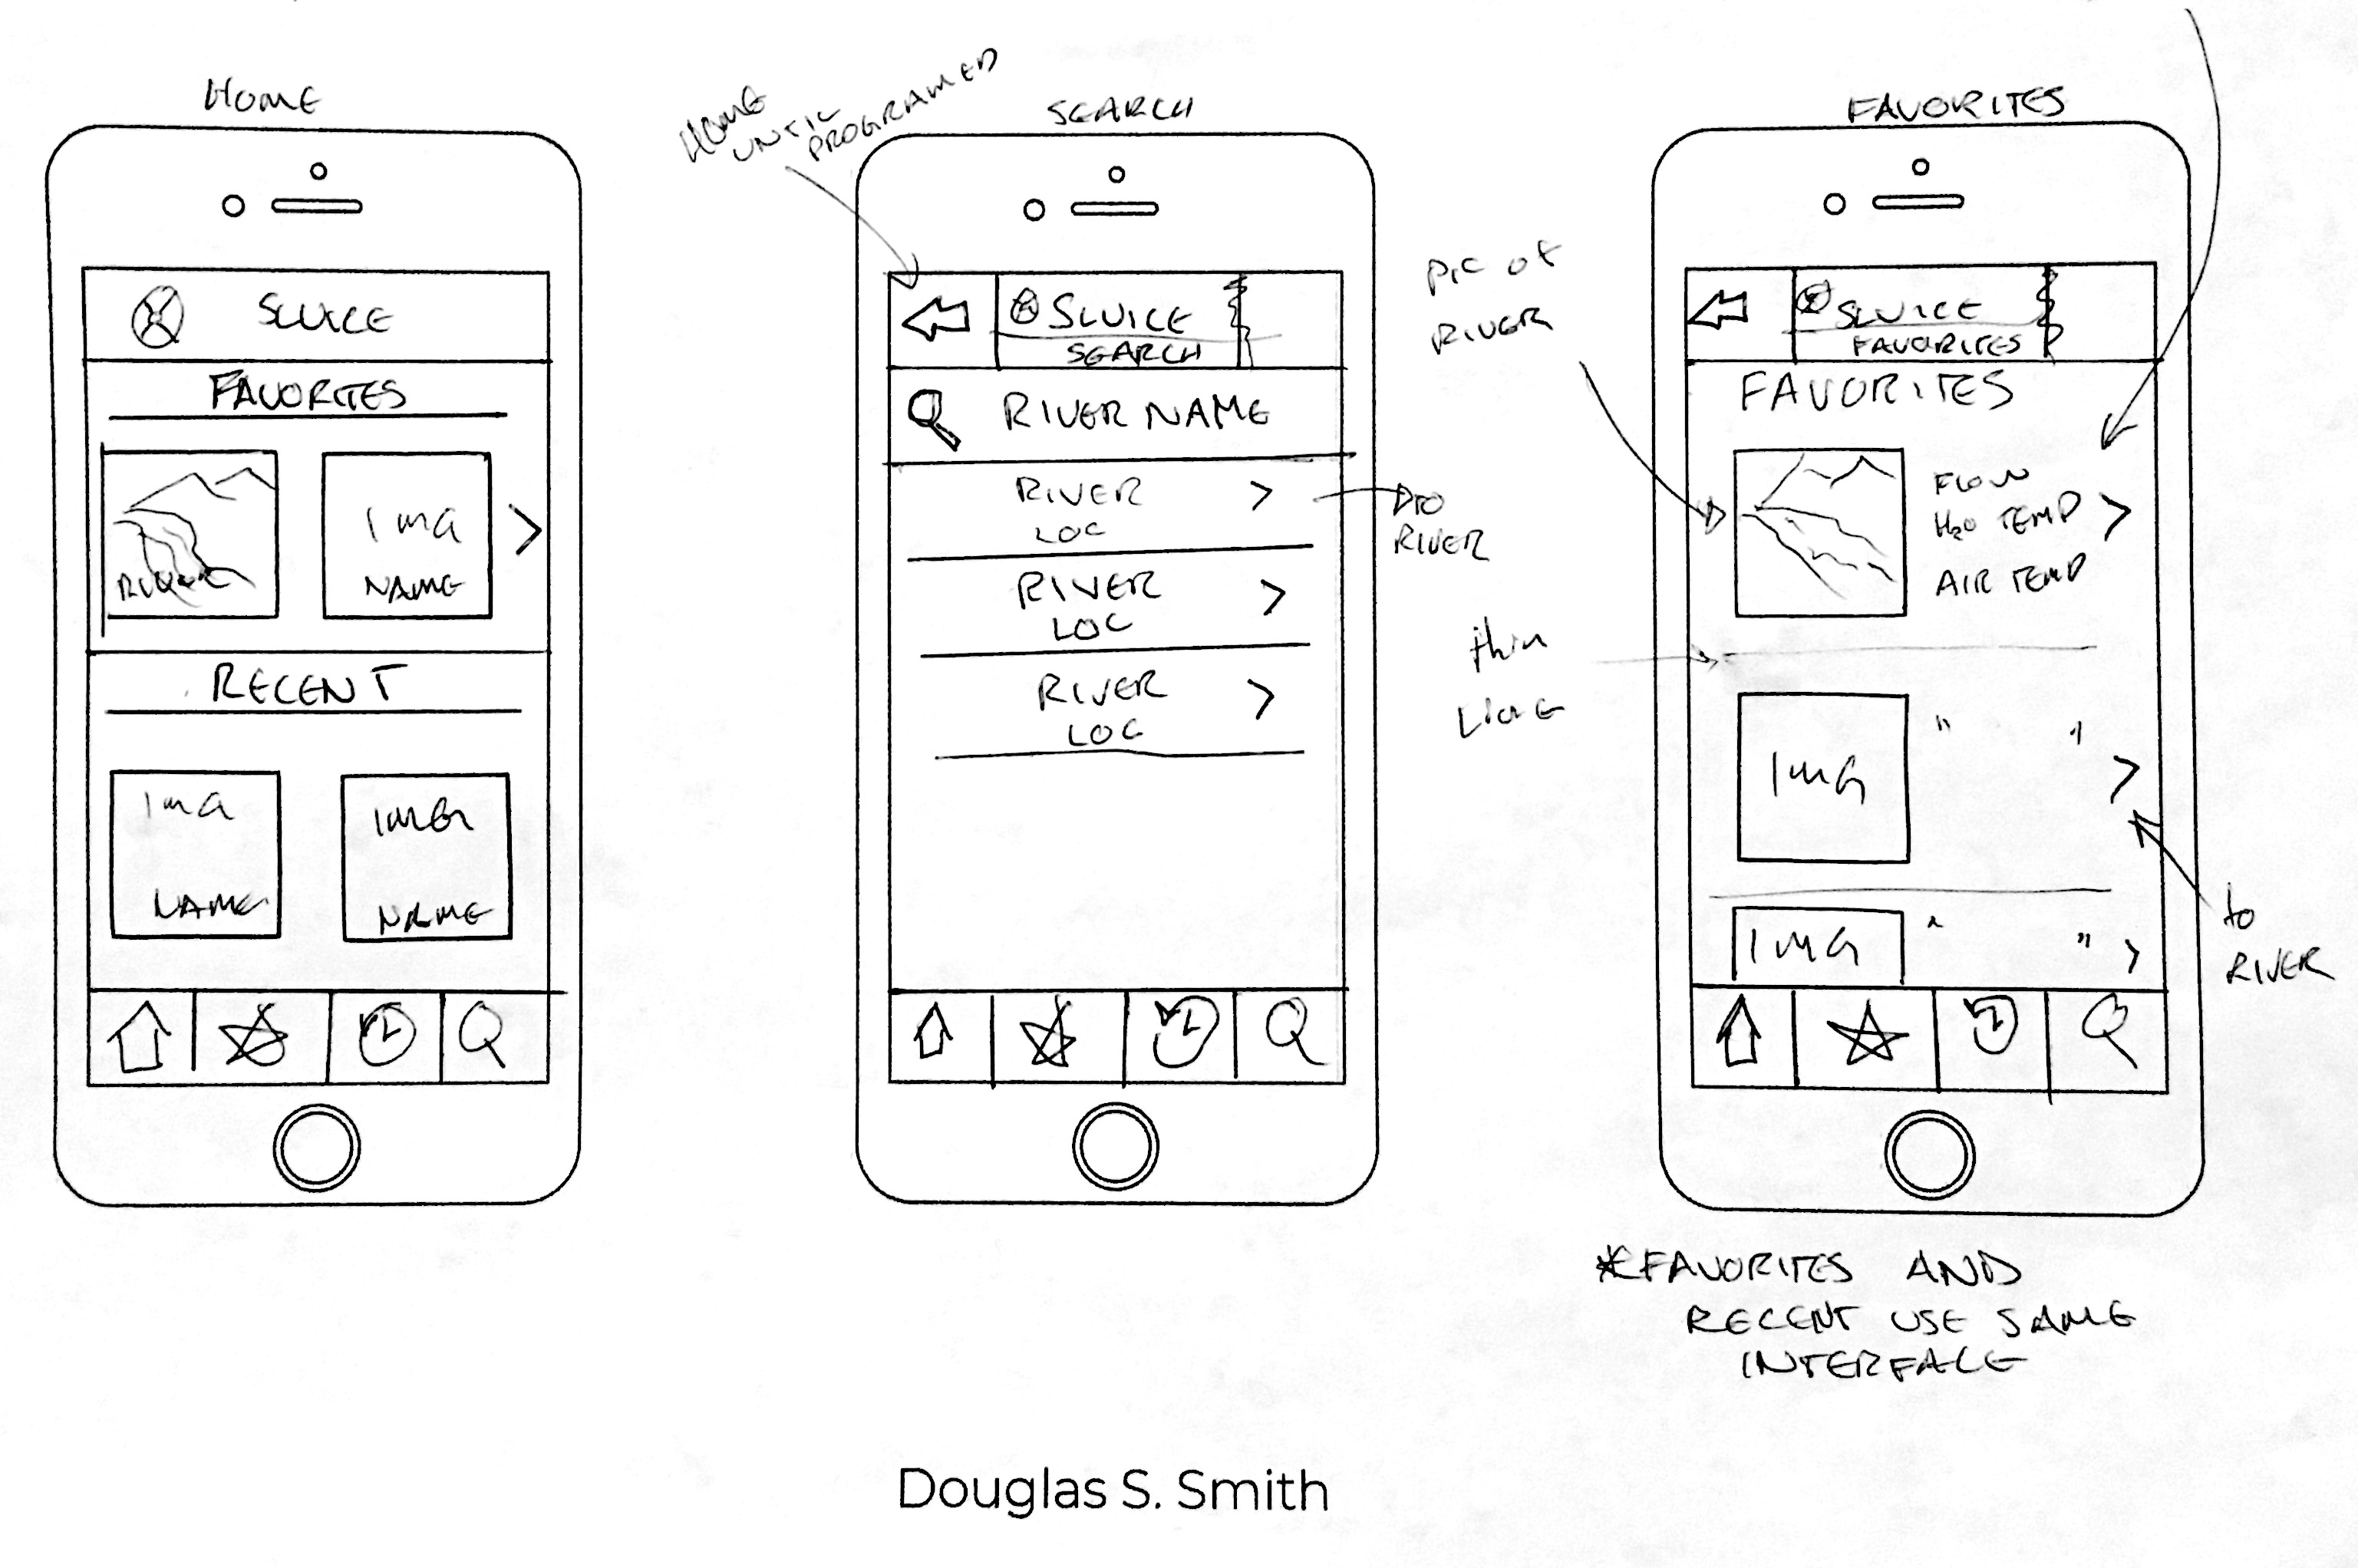 HOME
SLUICE
FAVORITES
RIVER
IMG
NAME
RECENT
IMG
NAME
IMG
NAME
HOME
UNTIL
PROGRAMED
SEARCH
SLUICE
SEARCH
RIVER NAME
RIVER
LOC
RIVER
LOC
RIVER
LOC
TO
RIVER
FAVORITES
PIC OF
RIVER
SLUICE
FAVORITES
FAVORITES
FLOW
H2O TEMP
AIR TEMP
thin
LINE
IMG
" "
IMG
" "
to
RIVER
*FAVORITES AND
RECENT USE SAME
INTERFACE
Douglas S. Smith